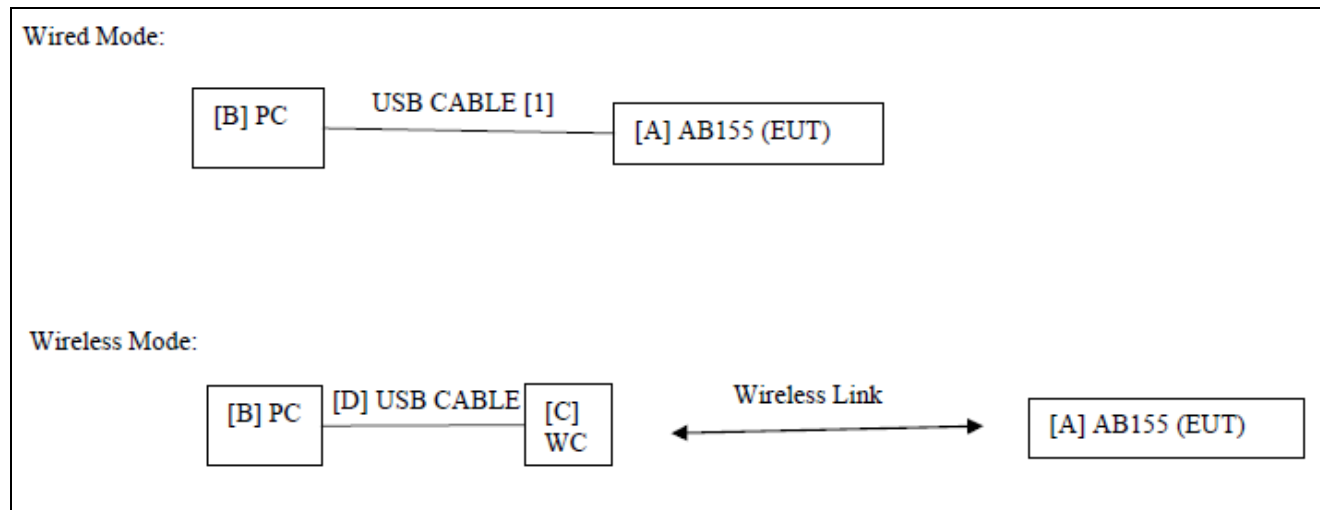 Wired Mode:
[B] PC
USB CABLE [1]
[A] AB155 (EUT)
Wireless Mode:
[B] PC
[D] USB CABLE
[C]
WC
Wireless Link
[A] AB155 (EUT)